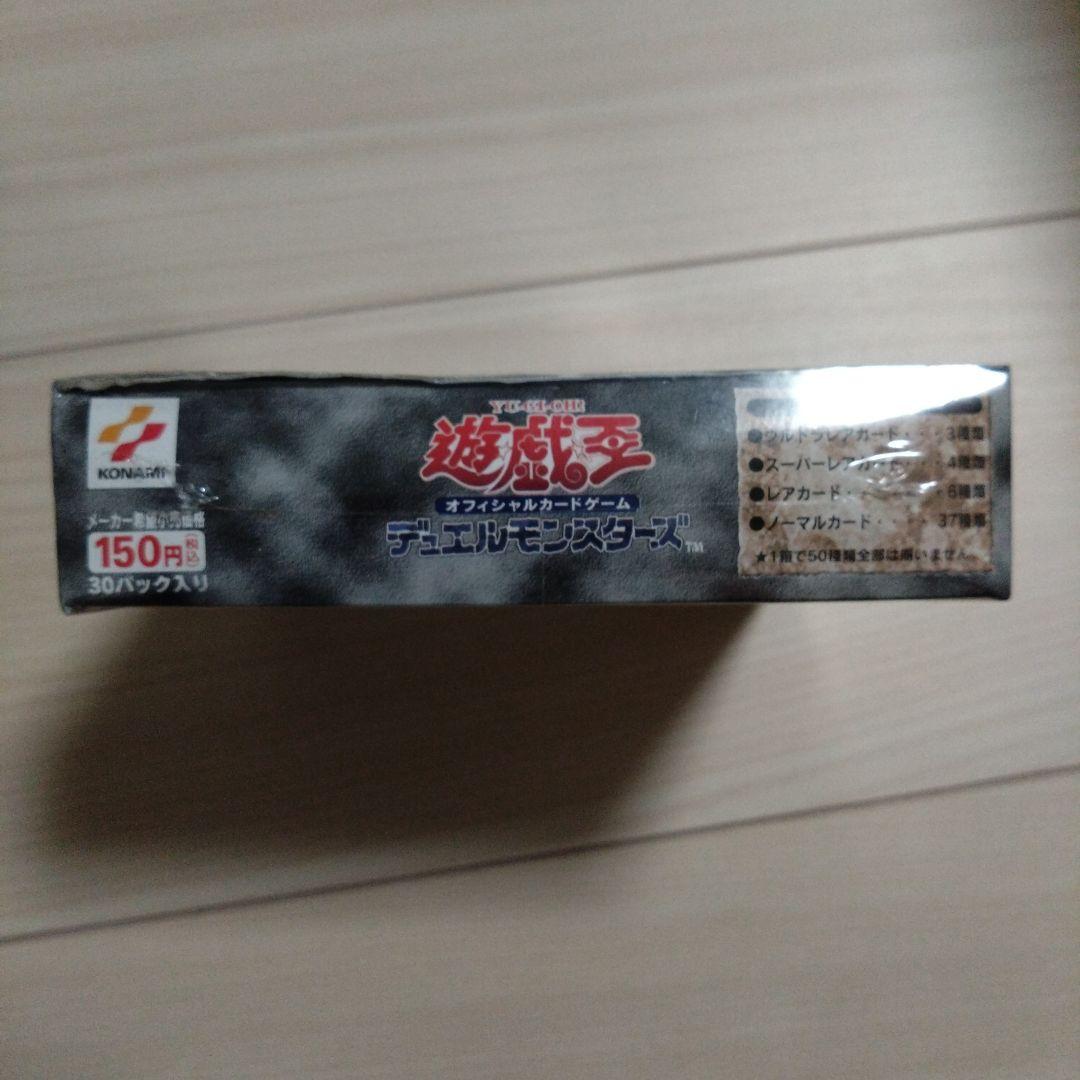 KONAMI
メーカー希望小売価格
150円(税込)
30パック入り
YU-GI-OH!
遊☆戯☆王
オフィシャルカードゲーム
デュエルモンスターズ™
●ウルトラレアカード・・・3種類
●スーパーレアカード・・・4種類
●レアカード・・・・・・6種類
●ノーマルカード・・・・37種類
★1箱で50種類全部は揃いません。